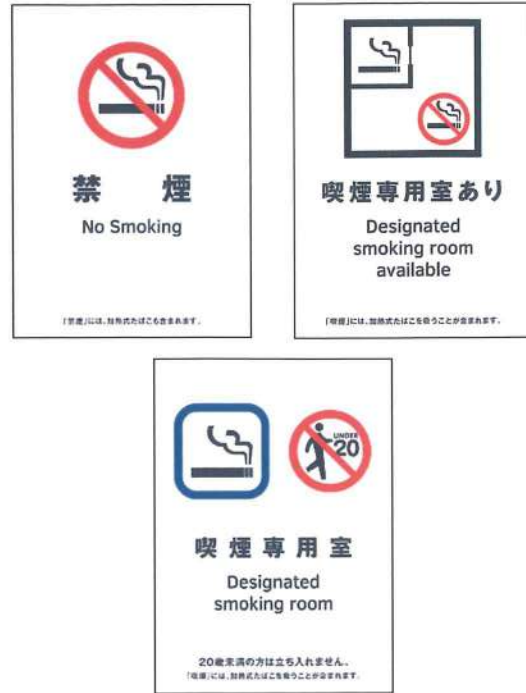 禁煙
No Smoking
「禁煙」には、加熱式たばこも含まれます。
喫煙専用室あり
Designated
smoking room
available
「喫煙」には、加熱式たばこを吸うことが含まれます。
UNDER
20
喫煙専用室
Designated
smoking room
20歳未満の方は立ち入れません。
「喫煙」には、加熱式たばこを吸うことが含まれます。